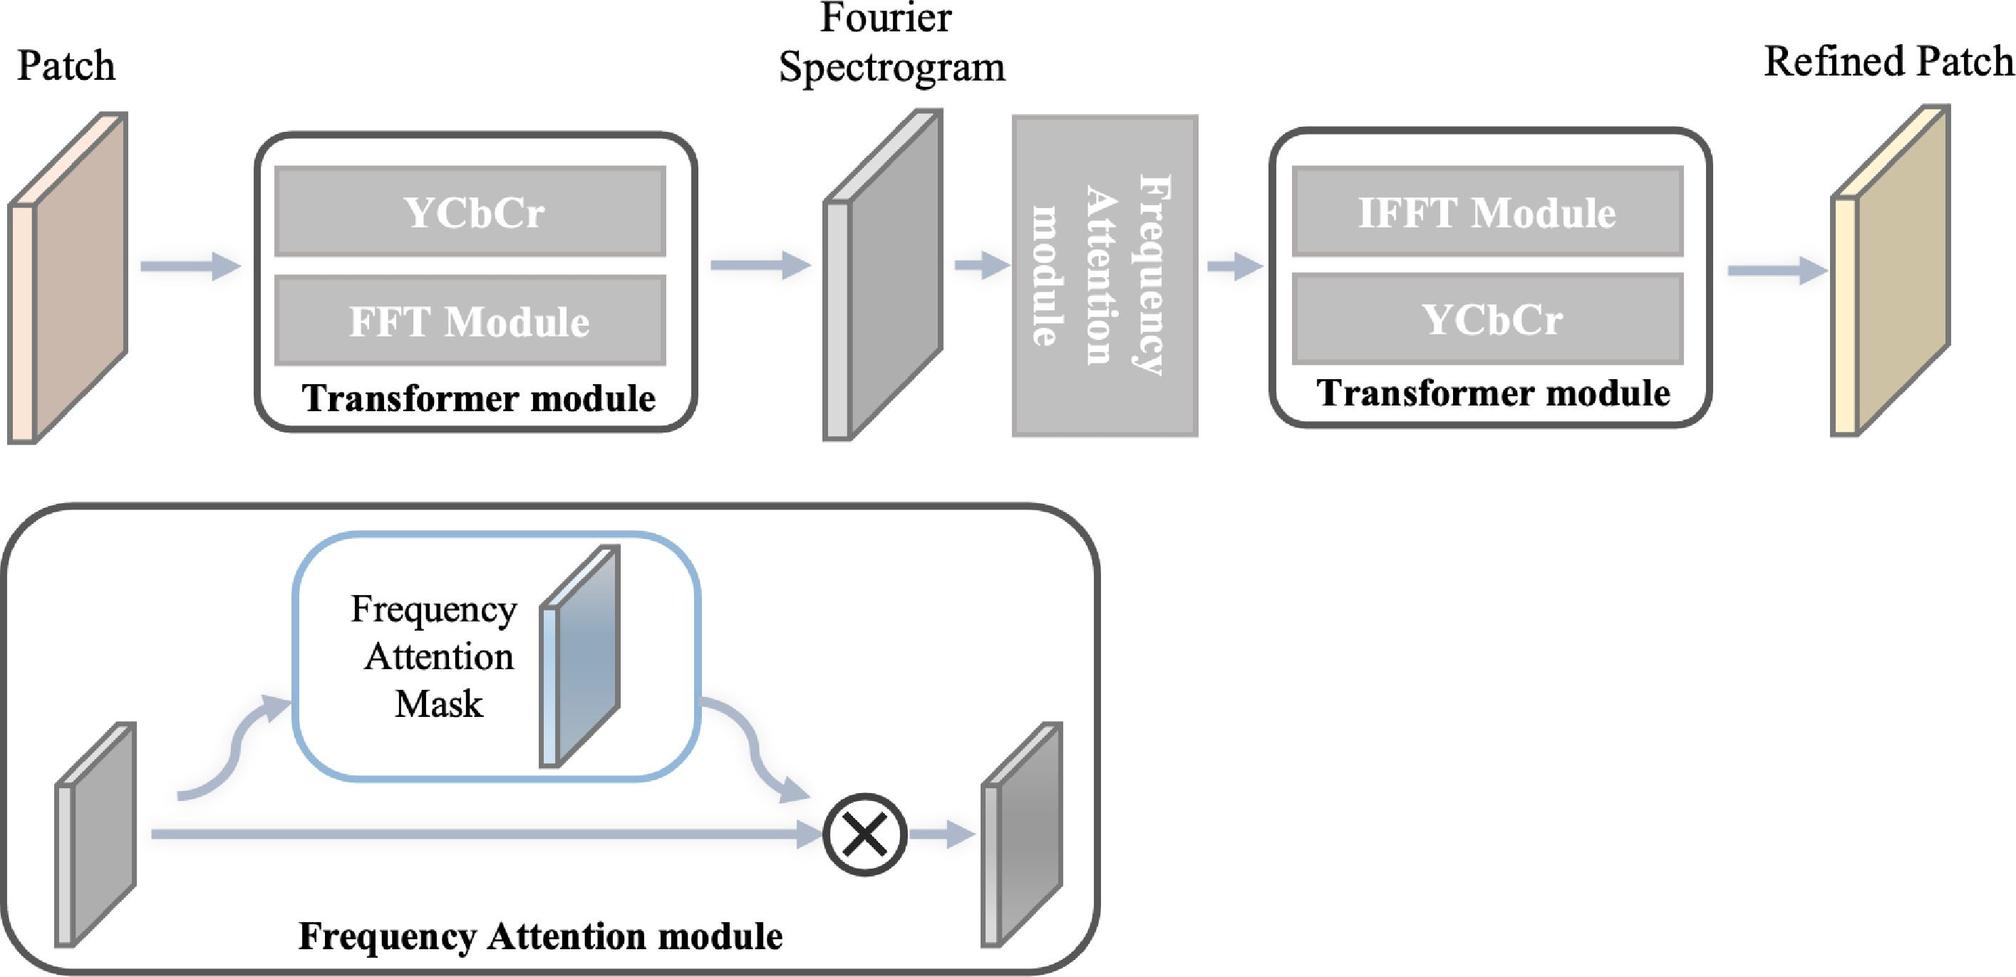 Patch
YCbCr
FFT Module
Transformer module
Fourier
Spectrogram
Frequency
Attention
module
IFFT Module
YCbCr
Transformer module
Refined Patch
Frequency
Attention
Mask
Frequency Attention module